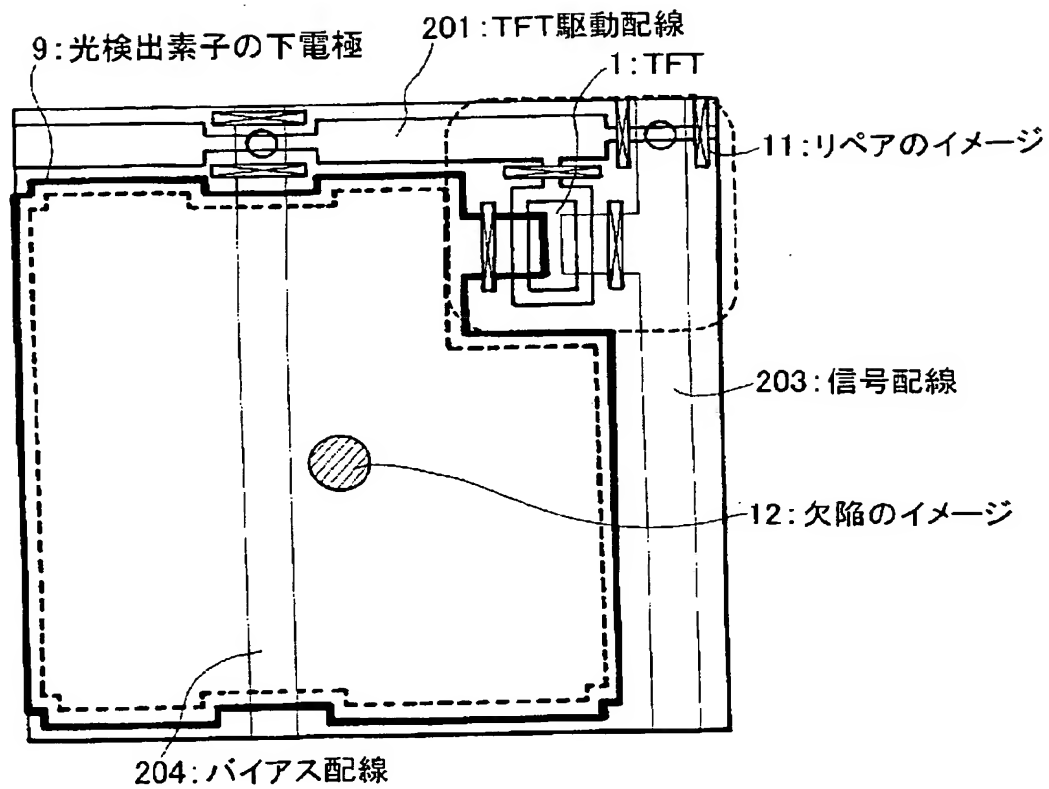 201:TFT駆動配線
9:光検出素子の下電極
1:TFT
11:リペアのイメージ
203:信号配線
12:欠陥のイメージ
204:バイアス配線